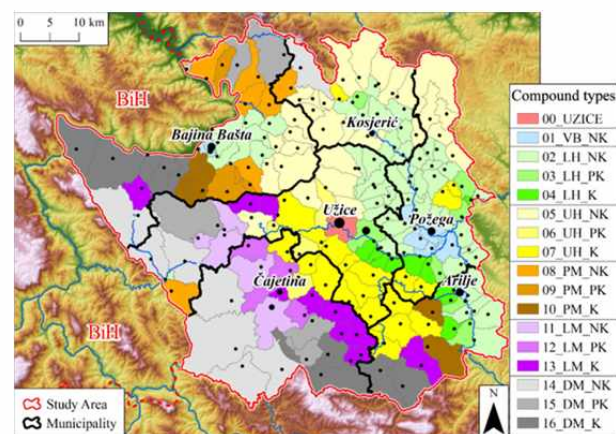 0 5 10 km
BiH
Bajina Bašta
Kosjerić
Užice
Požega
Čajetina
Arilje
BiH
Study Area
Municipality
N
Compound types
00_UZICE
01_VB_NK
02_LH_NK
03_LH_PK
04_LH_K
05_UH_NK
06_UH_PK
07_UH_K
08_PM_NK
09_PM_PK
10_PM_K
11_LM_NK
12_LM_PK
13_LM_K
14_DM_NK
15_DM_PK
16_DM_K